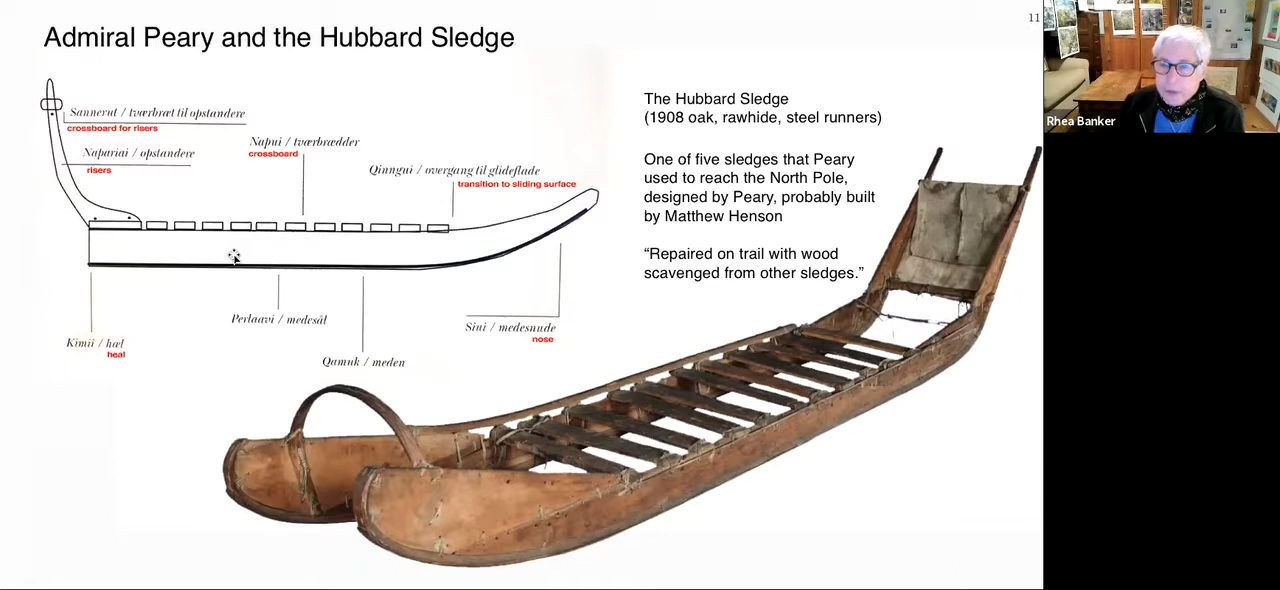 Admiral Peary and the Hubbard Sledge
11
Rhea Banker
Sannerut / tværbræt til opstandere
crossboard for risers
Napariai / opstandere
risers
Napui / tværbrædder
crossboard
Qinngui / overgang til glideflade
transition to sliding surface
Kimii / hæl
heal
Perlaavi / medesål
Qamuk / meden
Siui / medesnude
nose
The Hubbard Sledge
(1908 oak, rawhide, steel runners)
One of five sledges that Peary
used to reach the North Pole,
designed by Peary, probably built
by Matthew Henson
“Repaired on trail with wood
scavenged from other sledges.”